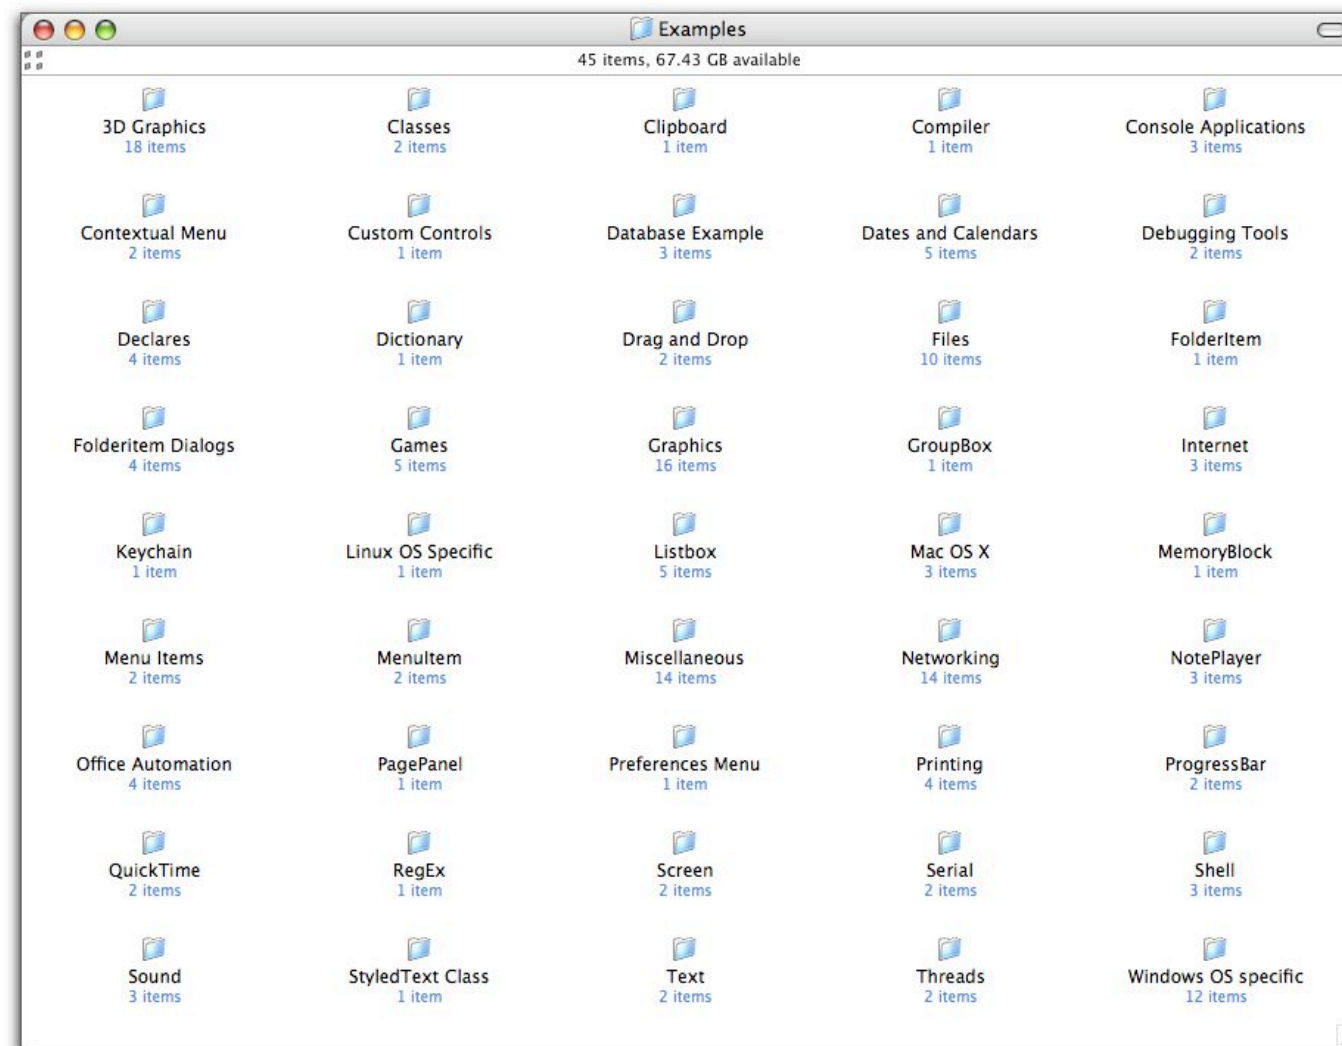 Examples
45 items, 67.43 GB available
3D Graphics Classes Clipboard Compiler Console Applications
18 items 2 items 1 item 1 item 3 items
Contextual Menu Custom Controls Database Example Dates and Calendars Debugging Tools
2 items 1 item 3 items 5 items 2 items
Declares Dictionary Drag and Drop Files FolderItem
4 items 1 item 2 items 10 items 1 item
Folderitem Dialogs Games Graphics GroupBox Internet
4 items 5 items 16 items 1 item 3 items
Keychain Linux OS Specific Listbox Mac OS X MemoryBlock
1 item 1 item 5 items 3 items 1 item
Menu Items MenuItem Miscellaneous Networking NotePlayer
2 items 2 items 14 items 14 items 3 items
Office Automation PagePanel Preferences Menu Printing ProgressBar
4 items 1 item 1 item 4 items 2 items
QuickTime RegEx Screen Serial Shell
2 items 1 item 2 items 2 items 3 items
Sound StyledText Class Text Threads Windows OS specific
3 items 1 item 2 items 2 items 12 items